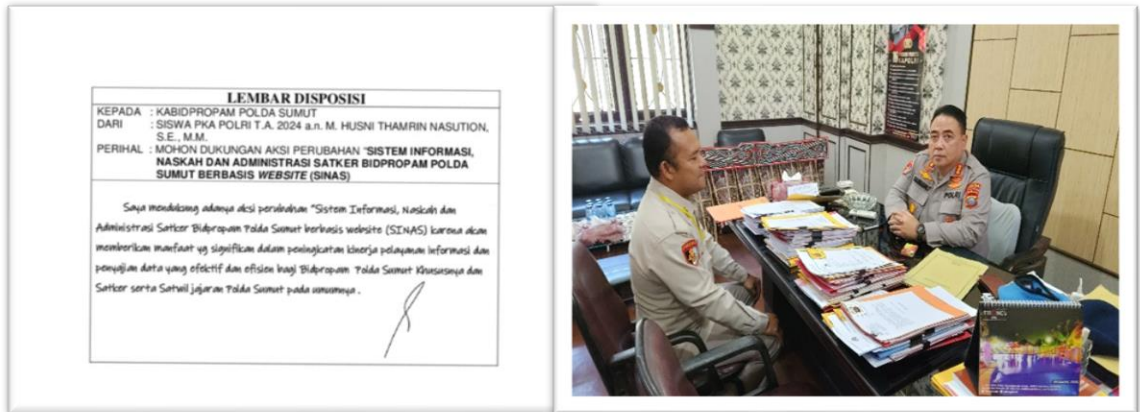 LEMBAR DISPOSISI
KEPADA : KABIDPROPAM POLDA SUMUT
DARI : SISWA PKA POLRI T.A. 2024 a.n. M. HUSNI THAMRIN NASUTION,
S.E., M.M.
PERIHAL : MOHON DUKUNGAN AKSI PERUBAHAN "SISTEM INFORMASI,
NASKAH DAN ADMINISTRASI SATKER BIDPROPAM POLDA
SUMUT BERBASIS WEBSITE (SINAS)
Saya mendukung adanya aksi perubahan "Sistem Informasi, Naskah dan
Administrasi Satker Bidpropam Polda Sumut berbasis website (SINAS) karena akan
memberikan manfaat yg signifikan dalam peningkatan kinerja pelayanan informasi dan
penyajian data yang efektif dan efisien bagi Bidpropam Polda Sumut Khususnya dan
Satker serta Satwil jajaran Polda Sumut pada umumnya.